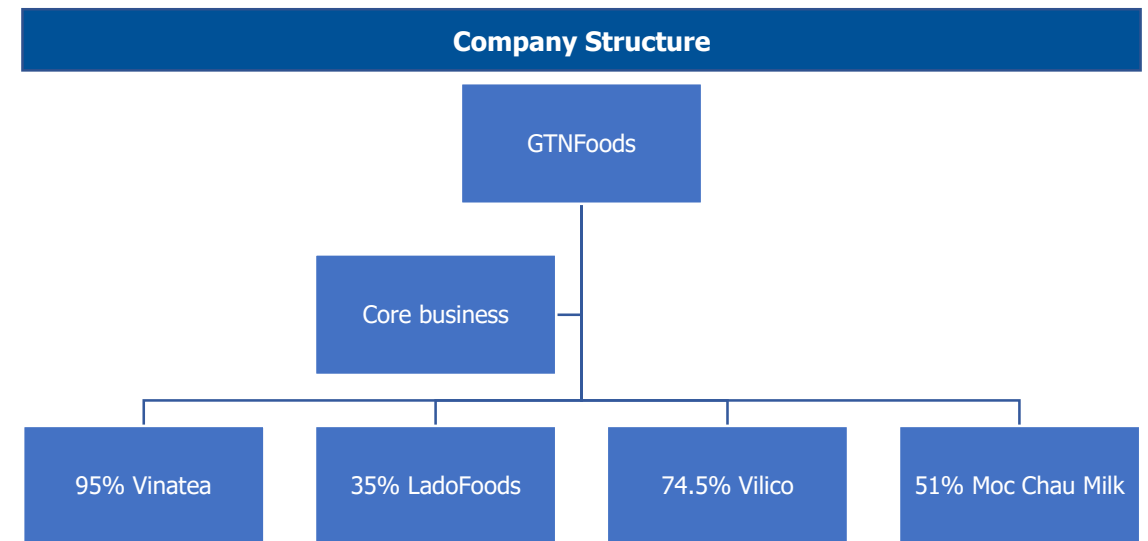 Company Structure
GTNFoods
Core business
95% Vinatea
35% LadoFoods
74.5% Vilico
51% Moc Chau Milk